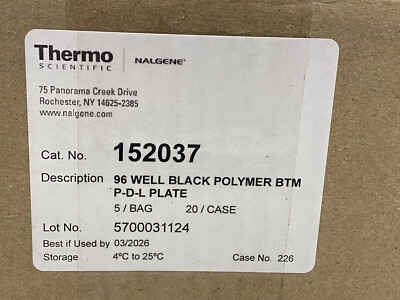 Thermo
SCIENTIFIC
NALGENE®
75 Panorama Creek Drive
Rochester, NY 14625-2385
www.nalgene.com
Cat. No. 152037
Description 96 WELL BLACK POLYMER BTM
P-D-L PLATE
5 / BAG 20 / CASE
Lot No. 5700031124
Best if Used by 03/2026
Storage 4ºC to 25ºC Case No. 226